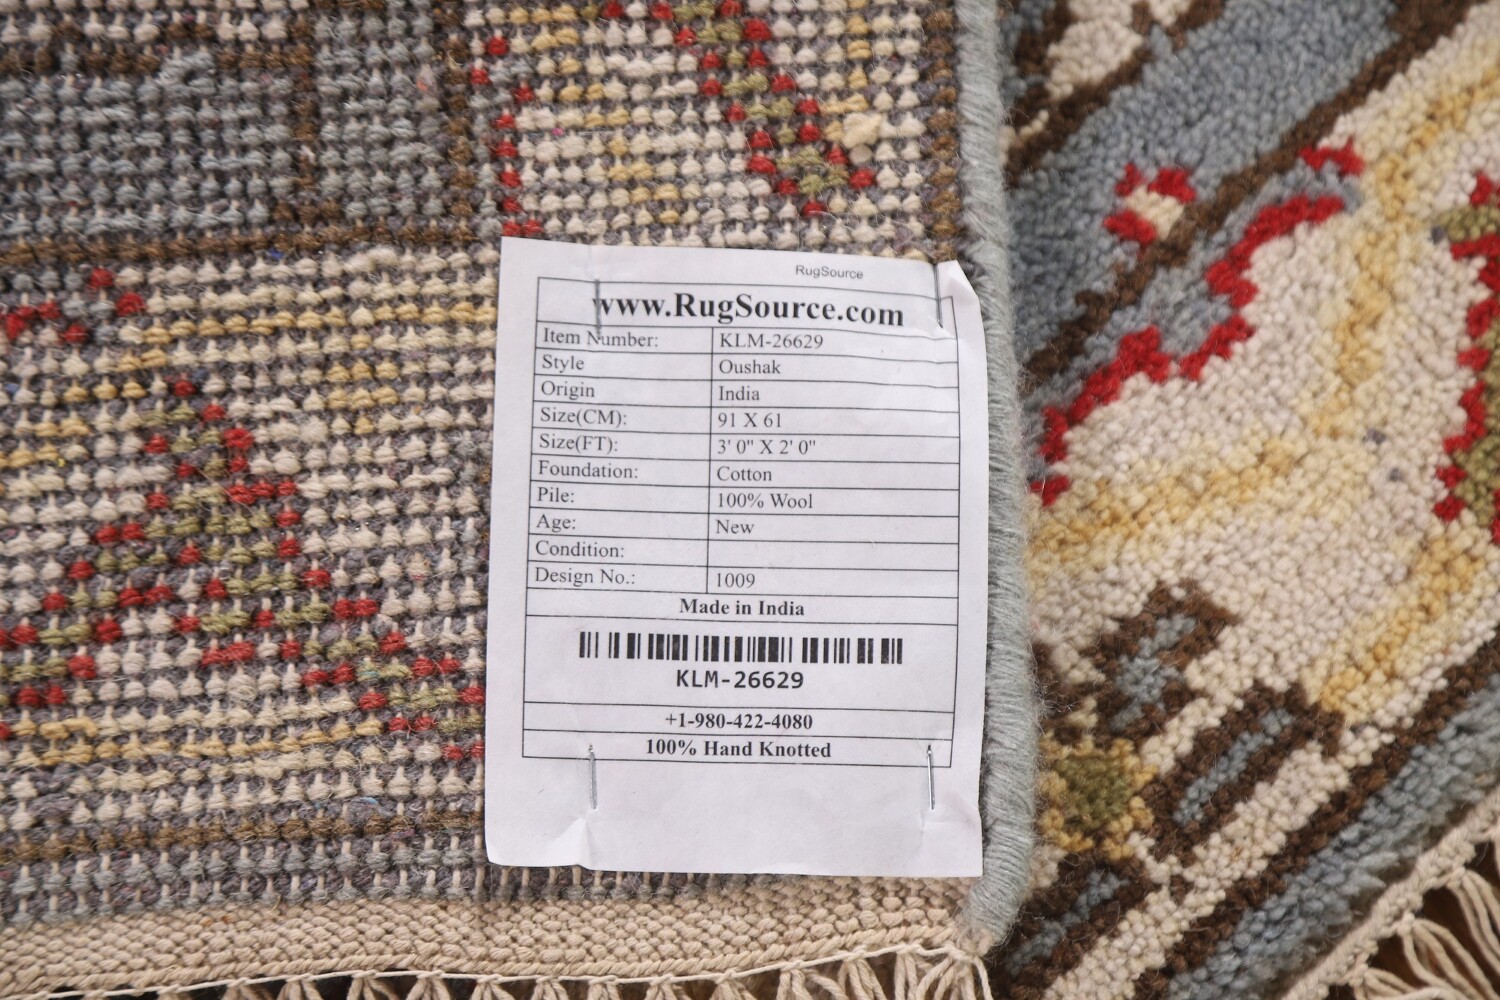 RugSource
www.RugSource.com
Item Number: KLM-26629
Style Oushak
Origin India
Size(CM): 91 X 61
Size(FT): 3' 0" X 2' 0"
Foundation: Cotton
Pile: 100% Wool
Age: New
Condition:
Design No.: 1009
Made in India
KLM-26629
+1-980-422-4080
100% Hand Knotted